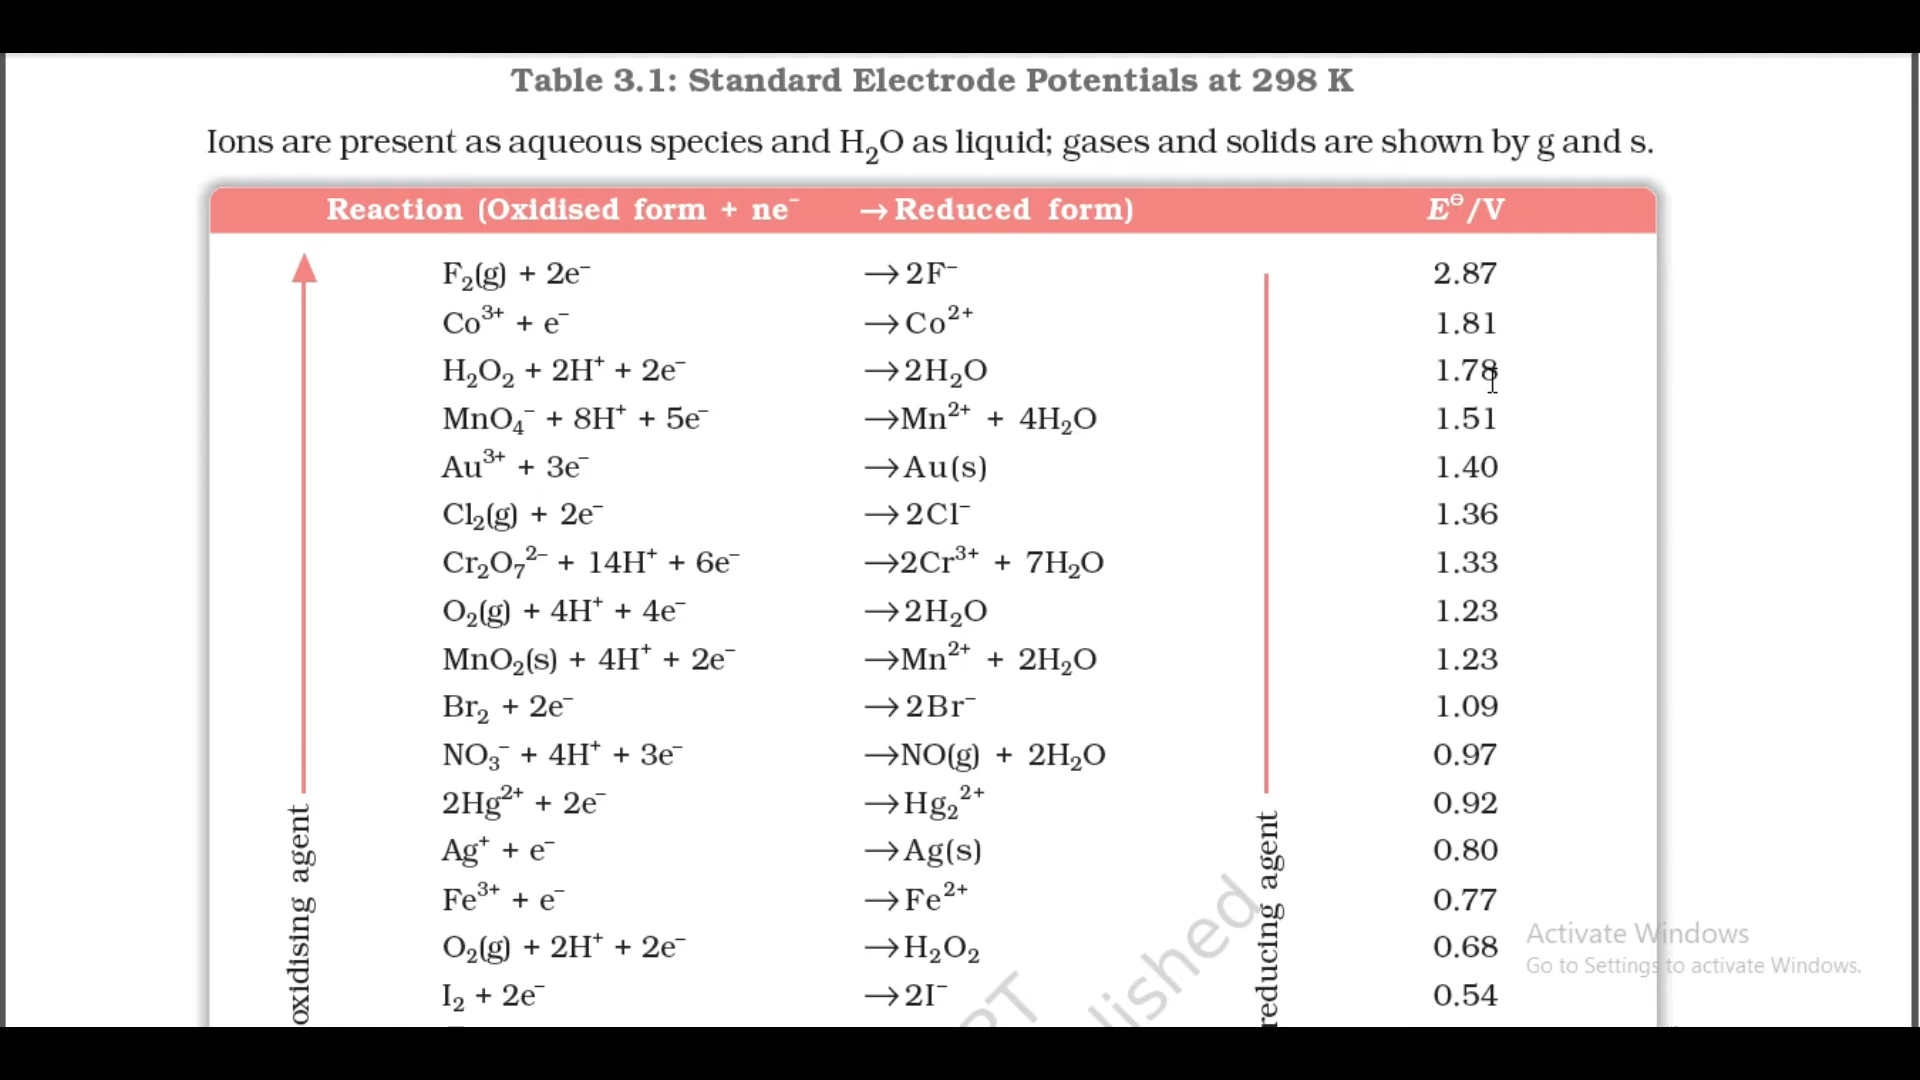 Table 3.1: Standard Electrode Potentials at 298 K
Ions are present as aqueous species and H₂O as liquid; gases and solids are shown by g and s.
Reaction (Oxidised form + ne⁻ → Reduced form) E⊖/V
F₂(g) + 2e⁻ → 2F⁻ 2.87
Co³⁺ + e⁻ → Co²⁺ 1.81
H₂O₂ + 2H⁺ + 2e⁻ → 2H₂O 1.78
MnO₄⁻ + 8H⁺ + 5e⁻ → Mn²⁺ + 4H₂O 1.51
Au³⁺ + 3e⁻ → Au(s) 1.40
Cl₂(g) + 2e⁻ → 2Cl⁻ 1.36
Cr₂O₇²⁻ + 14H⁺ + 6e⁻ → 2Cr³⁺ + 7H₂O 1.33
O₂(g) + 4H⁺ + 4e⁻ → 2H₂O 1.23
MnO₂(s) + 4H⁺ + 2e⁻ → Mn²⁺ + 2H₂O 1.23
Br₂ + 2e⁻ → 2Br⁻ 1.09
NO₃⁻ + 4H⁺ + 3e⁻ → NO(g) + 2H₂O 0.97
2Hg²⁺ + 2e⁻ → Hg₂²⁺ 0.92
Ag⁺ + e⁻ → Ag(s) 0.80
Fe³⁺ + e⁻ → Fe²⁺ 0.77
O₂(g) + 2H⁺ + 2e⁻ → H₂O₂ 0.68
I₂ + 2e⁻ → 2I⁻ 0.54
oxidising agent
reducing agent
Activate Windows
Go to Settings to activate Windows.